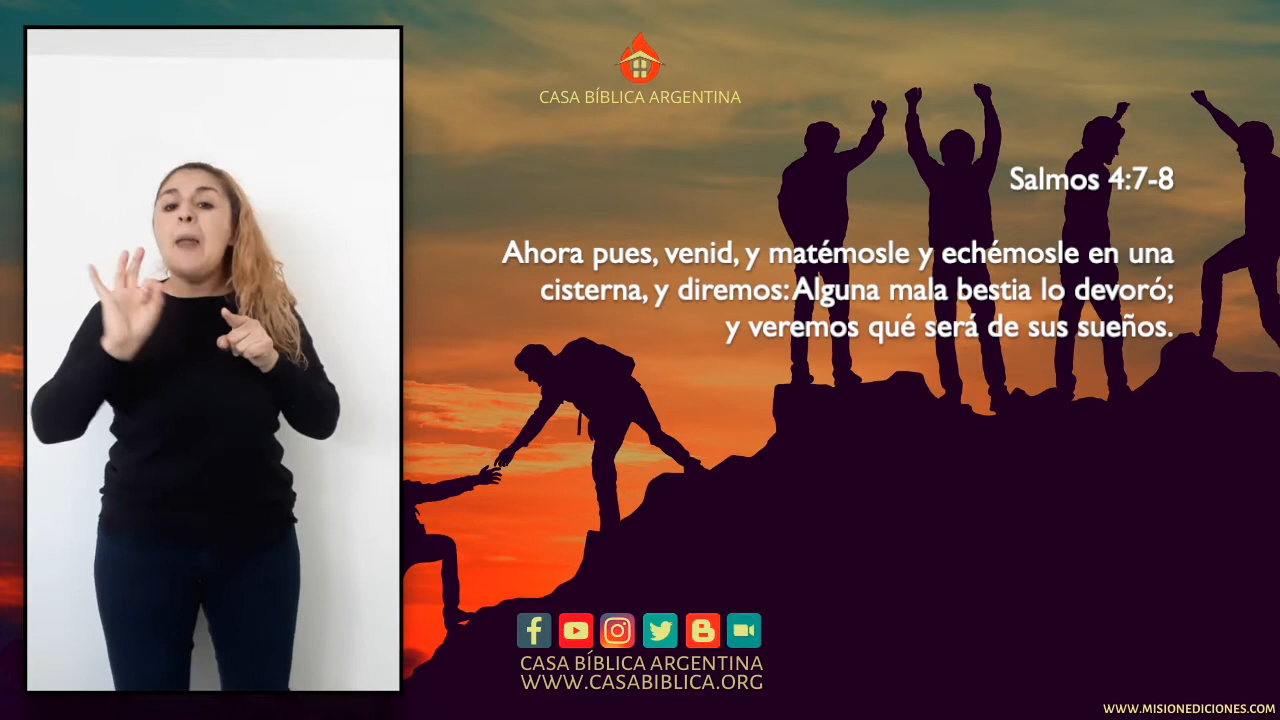 CASA BÍBLICA ARGENTINA
Salmos 4:7-8
Ahora pues, venid, y matémosle y echémosle en una
cisterna, y diremos: Alguna mala bestia lo devoró;
y veremos qué será de sus sueños.
CASA BÍBLICA ARGENTINA
WWW.CASABIBLICA.ORG
WWW.MISIONEDICIONES.COM